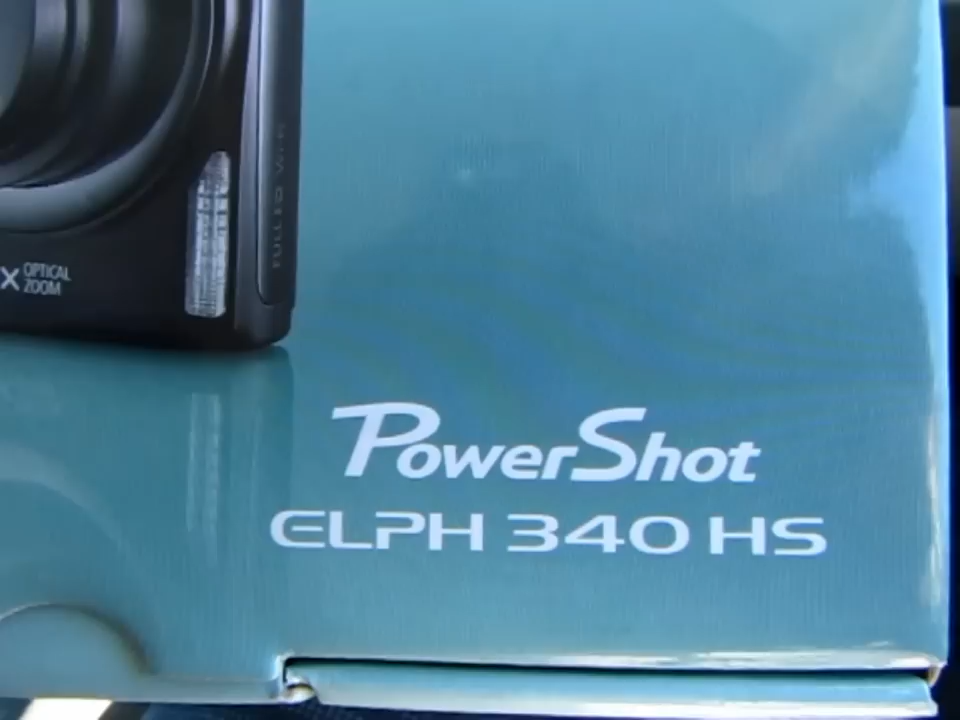 FULL HD Wi-Fi
X OPTICAL
ZOOM
PowerShot
ELPH 340 HS